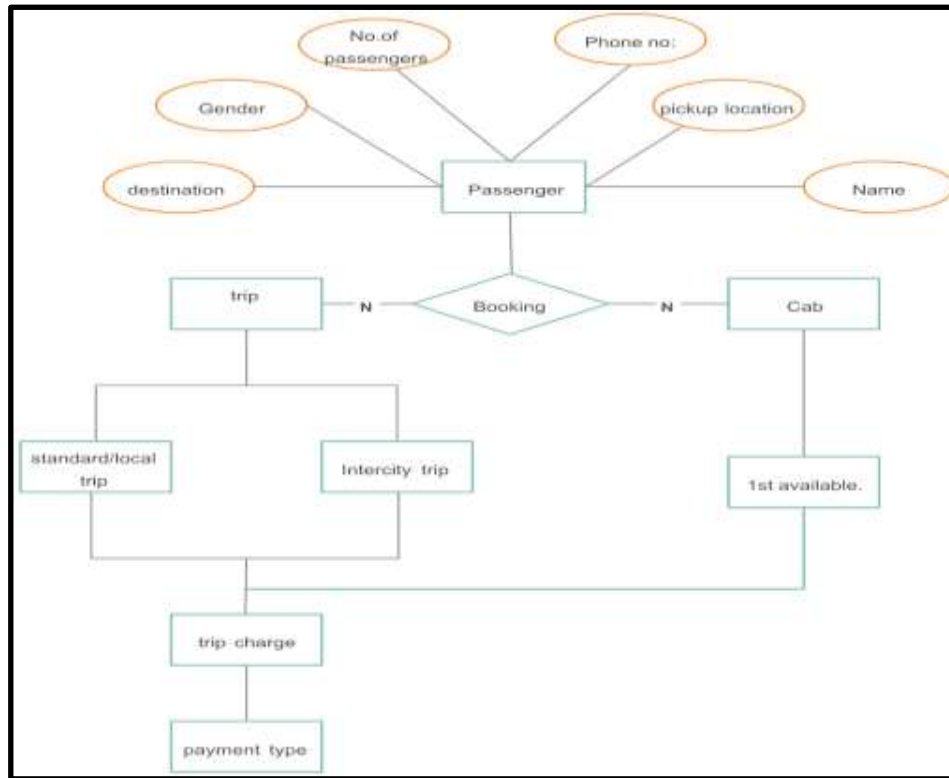 No.of
passengers
Phone no:
Gender
pickup location
destination
Passenger
Name
trip
N
Booking
N
Cab
standard/local
trip
Intercity trip
1st available.
trip charge
payment type